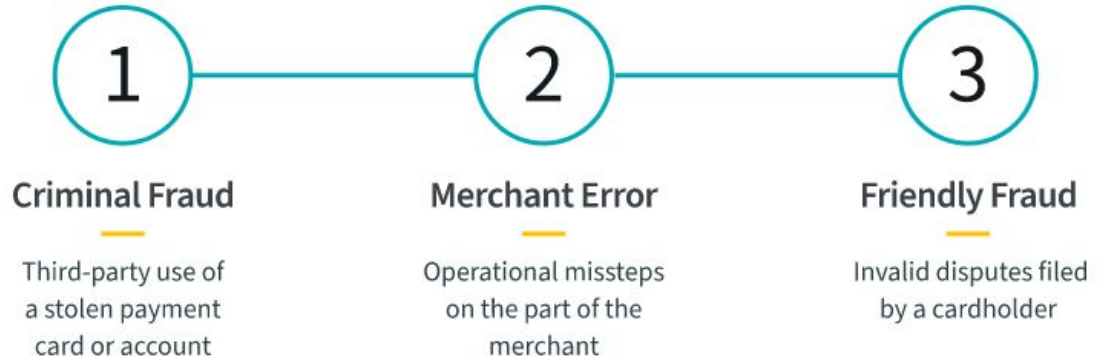 1
2
3
Criminal Fraud
Merchant Error
Friendly Fraud
Third-party use of
a stolen payment
card or account
Operational missteps
on the part of the
merchant
Invalid disputes filed
by a cardholder